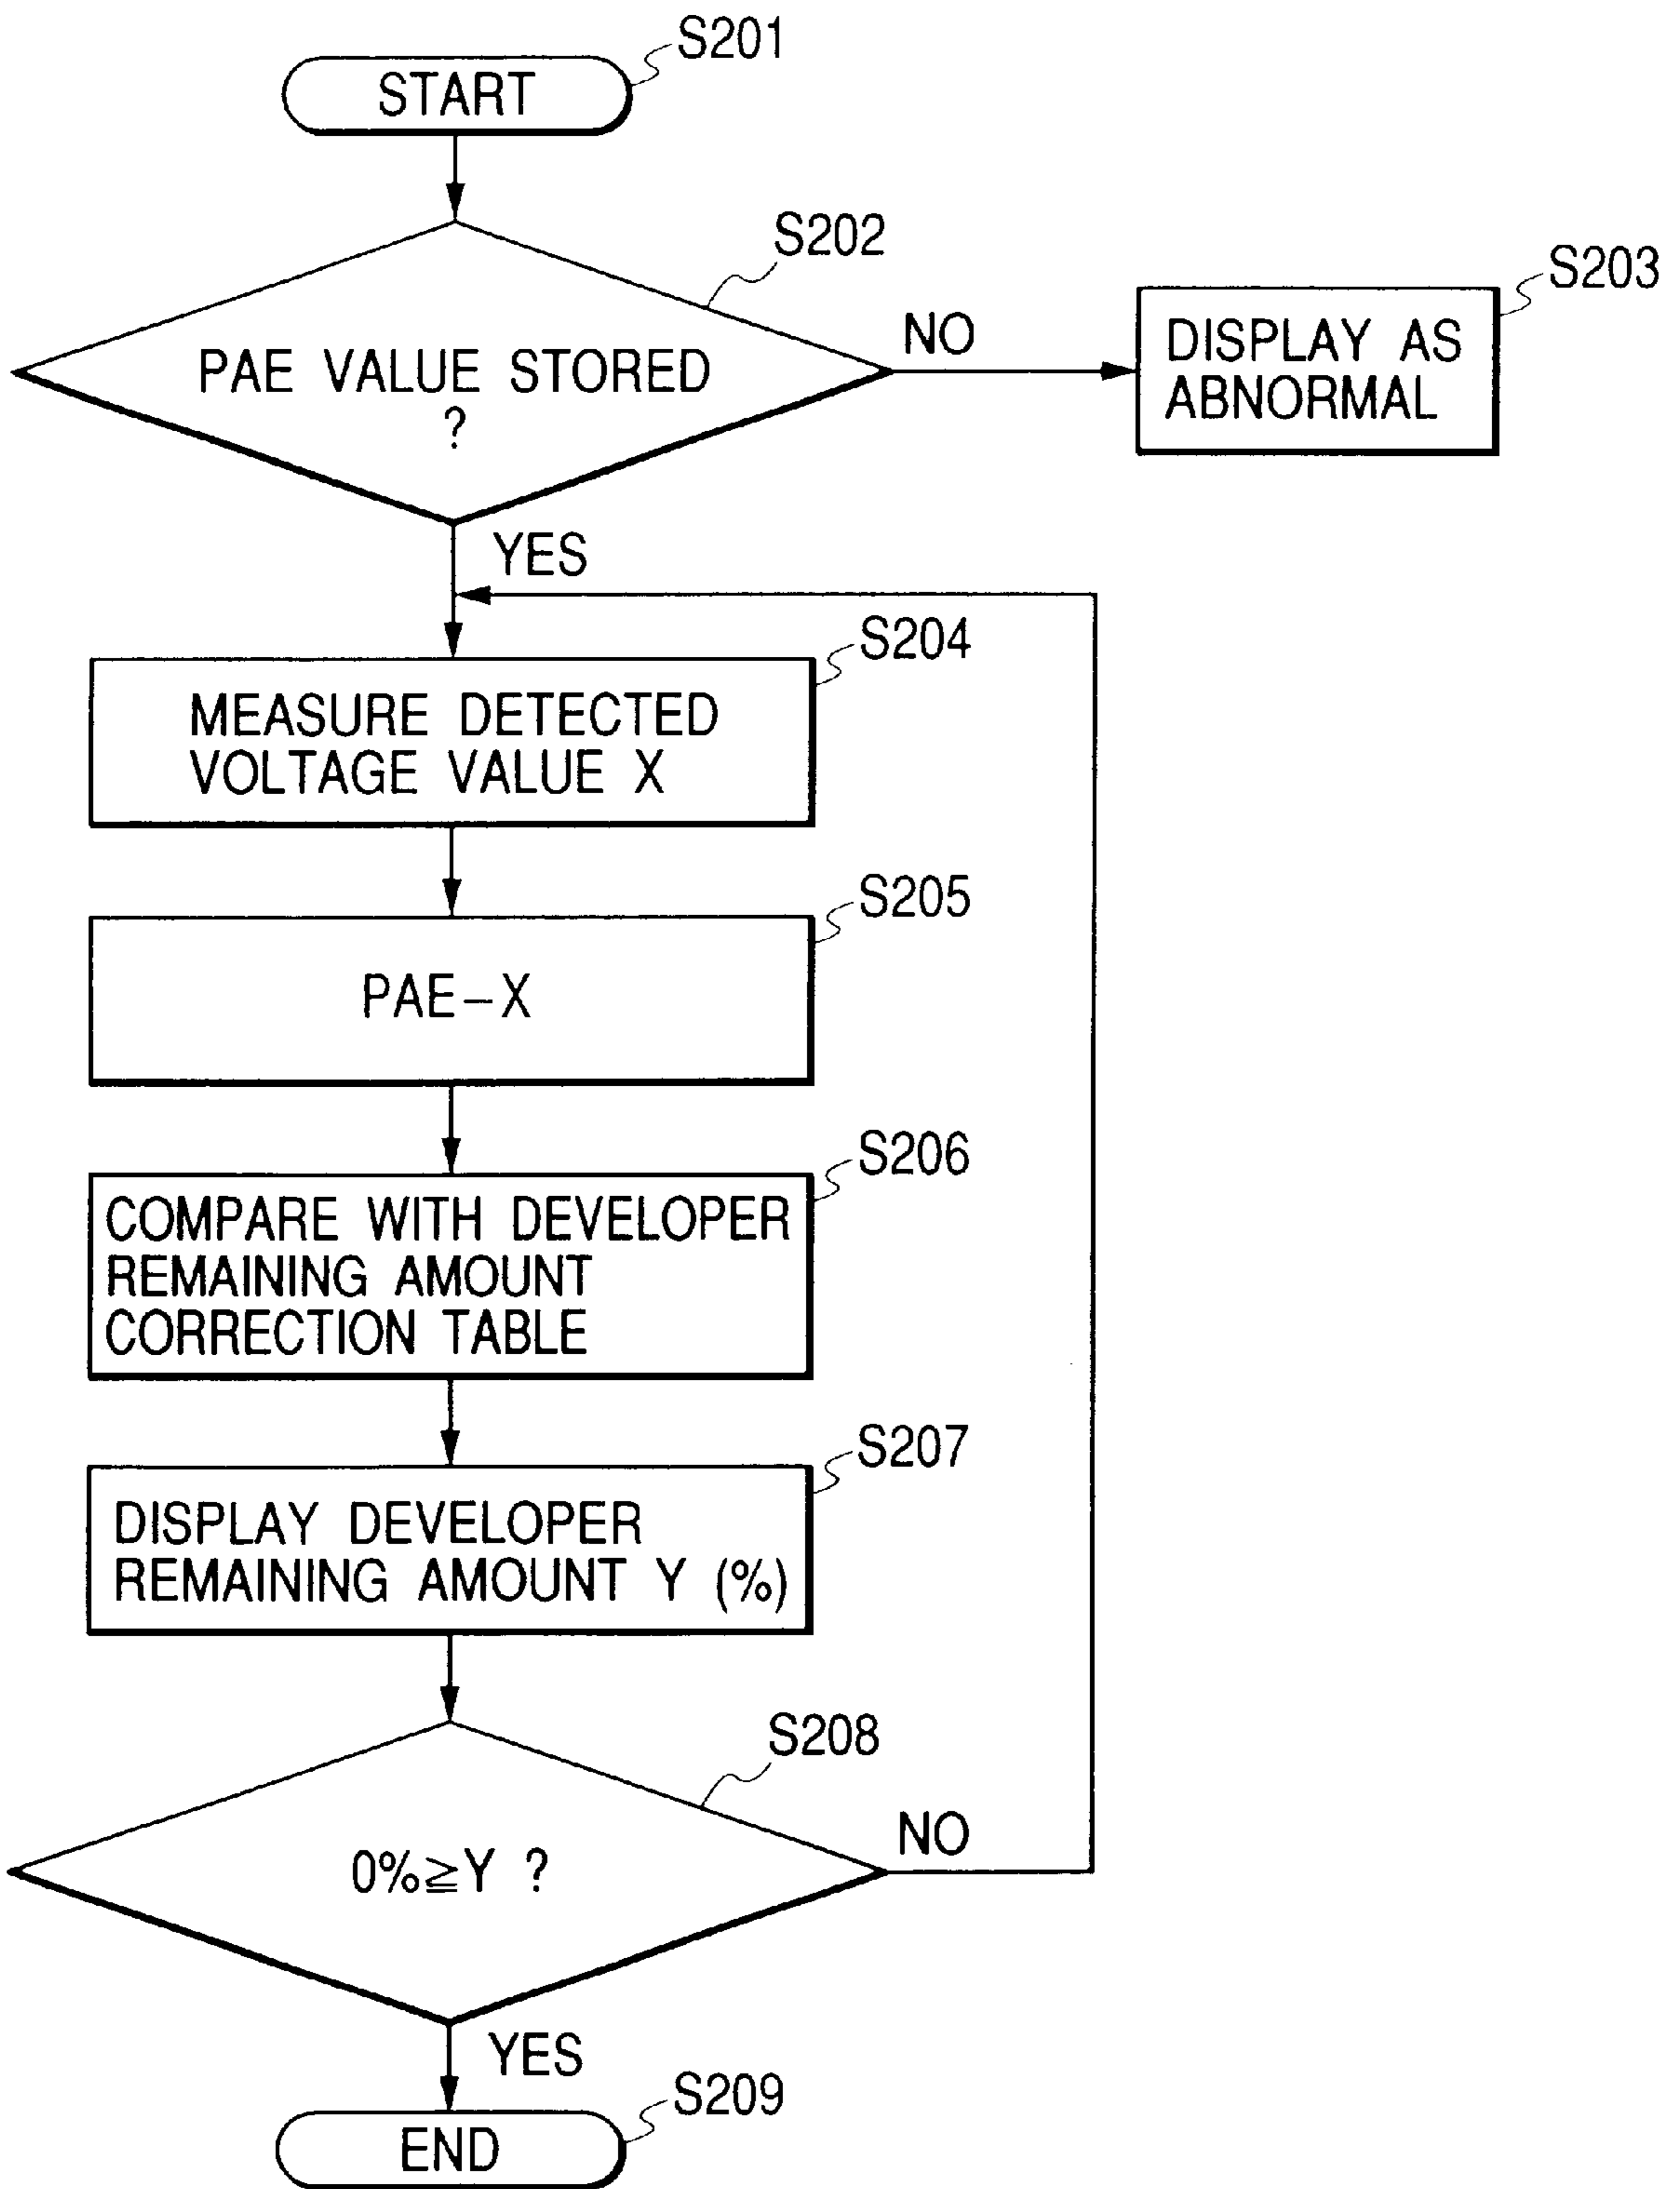 S201
START
S202
PAE VALUE STORED
?
NO
S203
DISPLAY AS
ABNORMAL
YES
S204
MEASURE DETECTED
VOLTAGE VALUE X
S205
PAE–X
S206
COMPARE WITH DEVELOPER
REMAINING AMOUNT
CORRECTION TABLE
S207
DISPLAY DEVELOPER
REMAINING AMOUNT Y (%)
S208
0%≧Y ?
NO
YES
S209
END